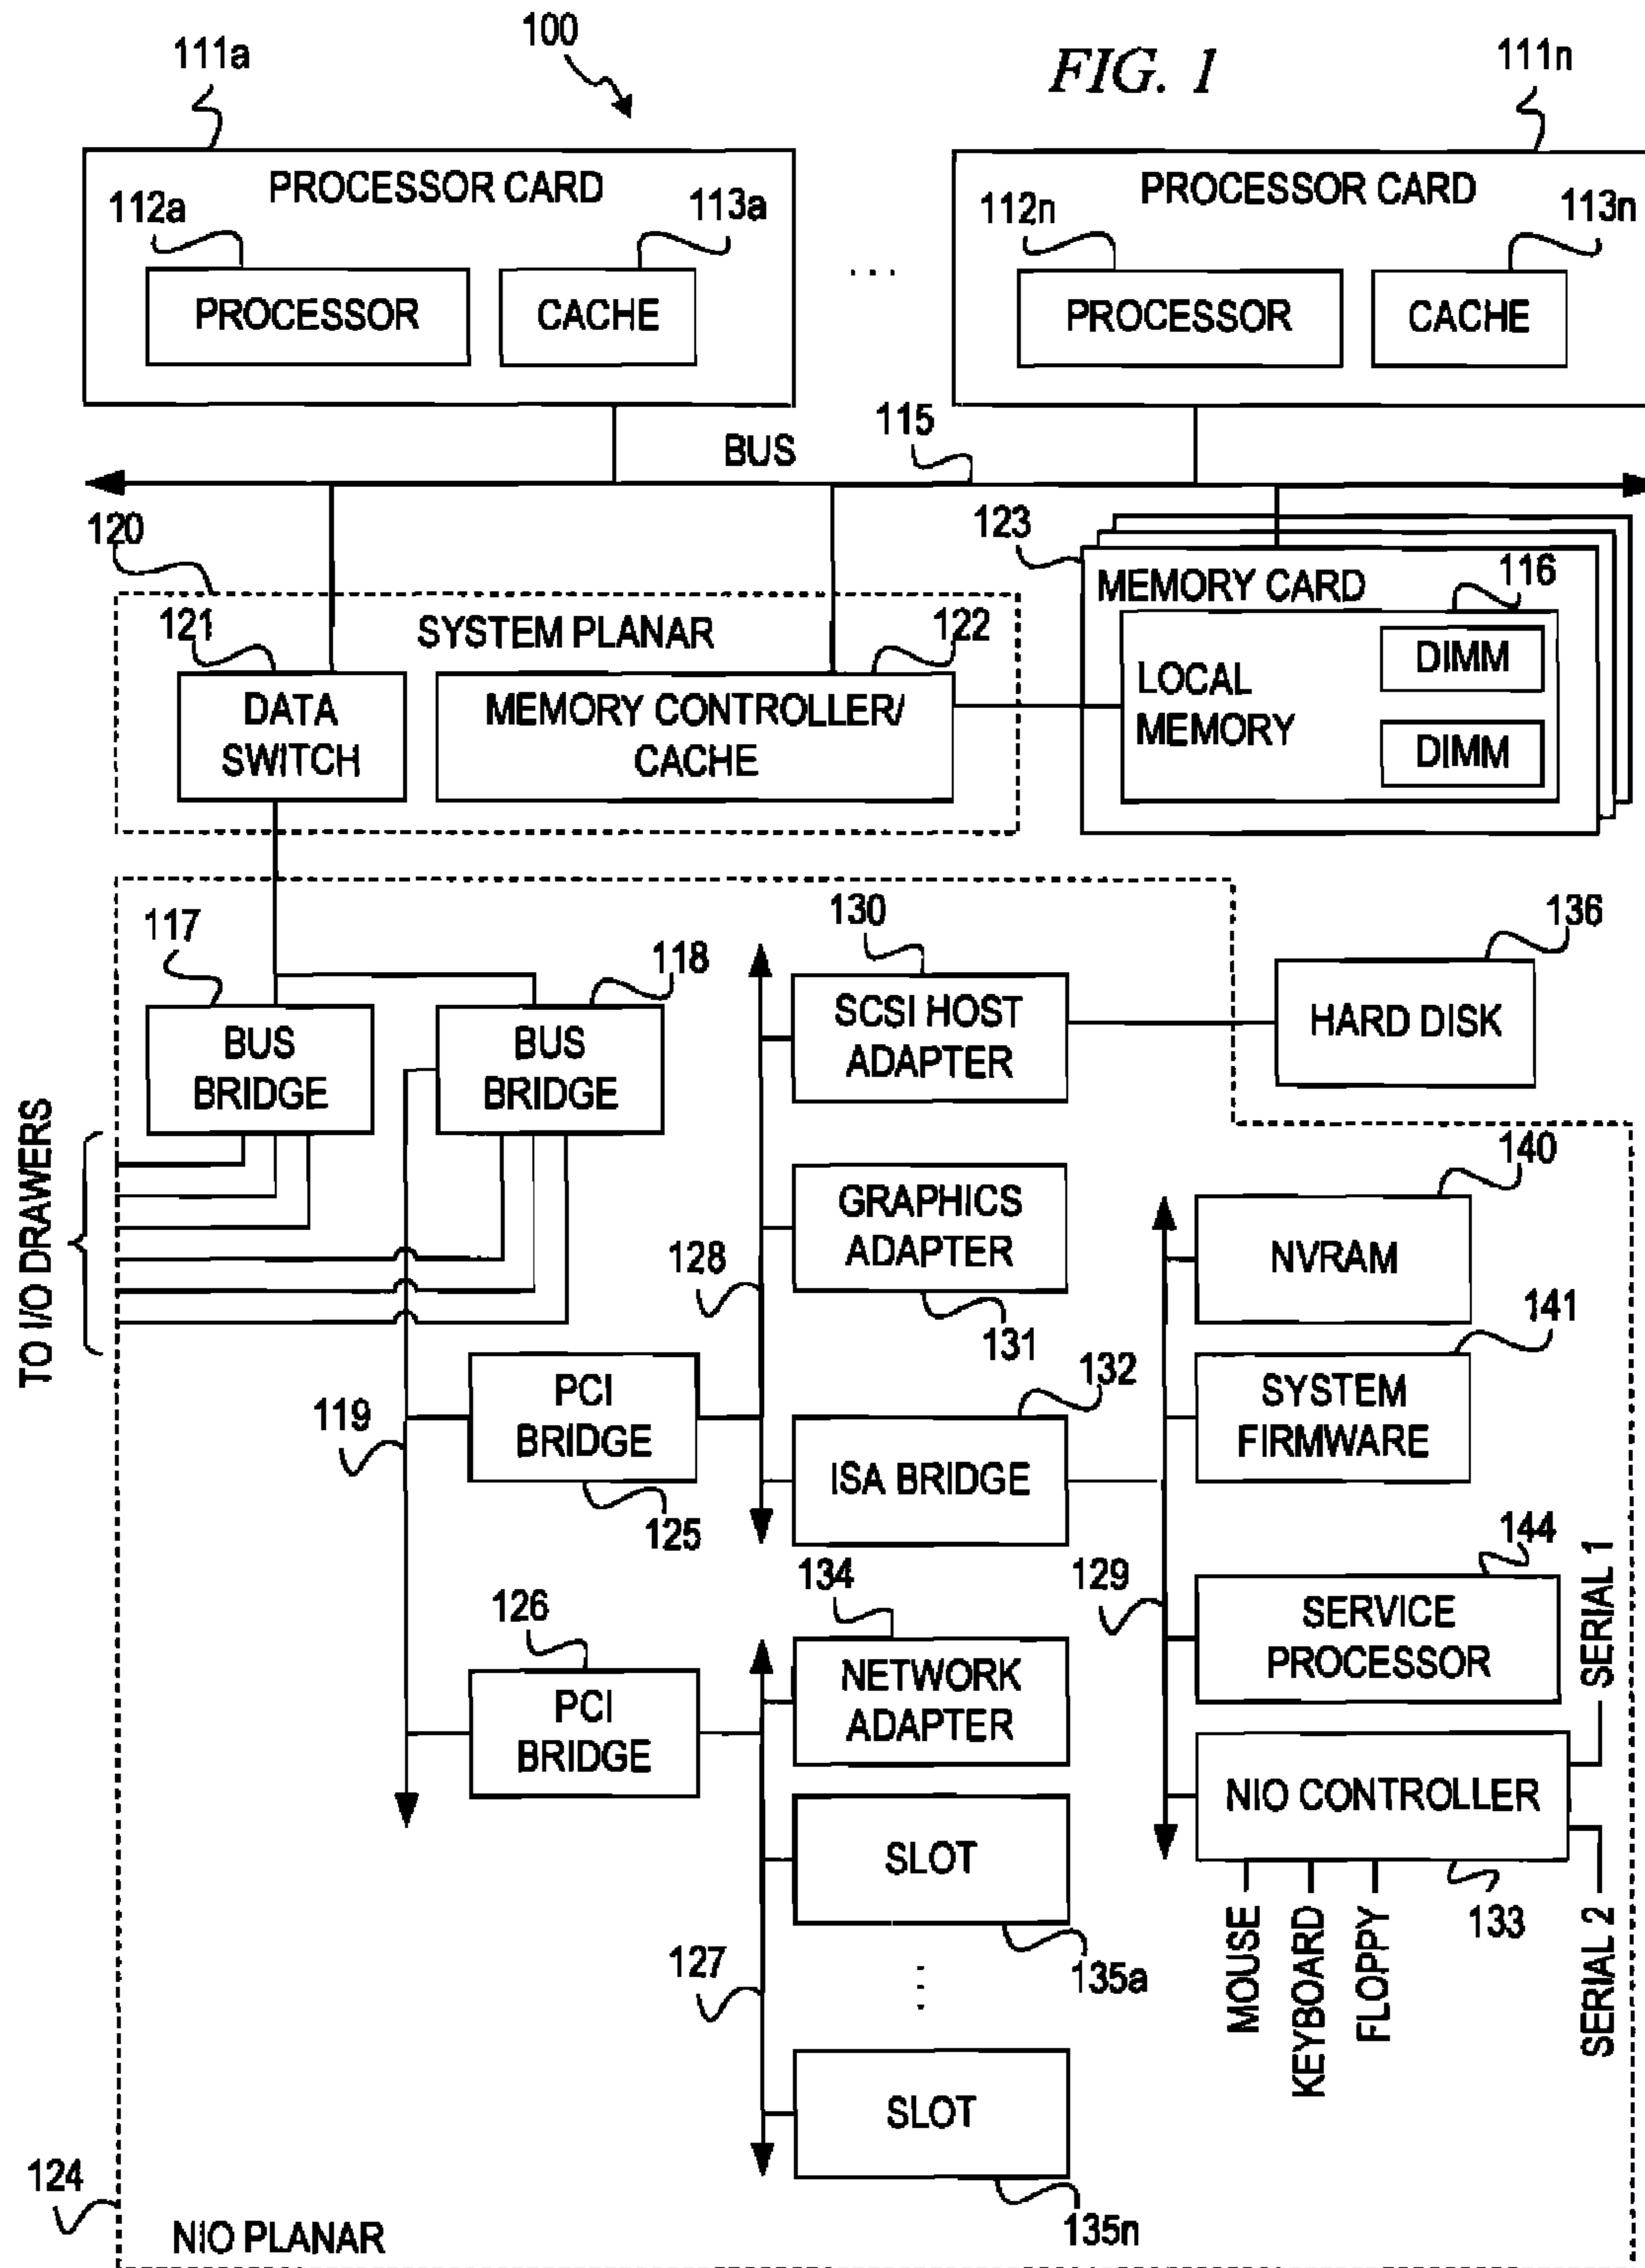 FIG. 1
100
111a
PROCESSOR CARD
112a
113a
PROCESSOR
CACHE
...
111n
PROCESSOR CARD
112n
113n
PROCESSOR
CACHE
BUS
115
120
SYSTEM PLANAR
121
DATA
SWITCH
122
MEMORY CONTROLLER/
CACHE
123
MEMORY CARD
116
LOCAL
MEMORY
DIMM
DIMM
117
BUS
BRIDGE
118
BUS
BRIDGE
TO I/O DRAWERS
130
SCSI HOST
ADAPTER
136
HARD DISK
128
GRAPHICS
ADAPTER
131
119
PCI
BRIDGE
125
132
ISA BRIDGE
140
NVRAM
141
SYSTEM
FIRMWARE
129
144
SERVICE
PROCESSOR
NIO CONTROLLER
133
SERIAL 1
SERIAL 2
MOUSE
KEYBOARD
FLOPPY
126
PCI
BRIDGE
134
NETWORK
ADAPTER
SLOT
135a
127
...
SLOT
135n
124
NIO PLANAR